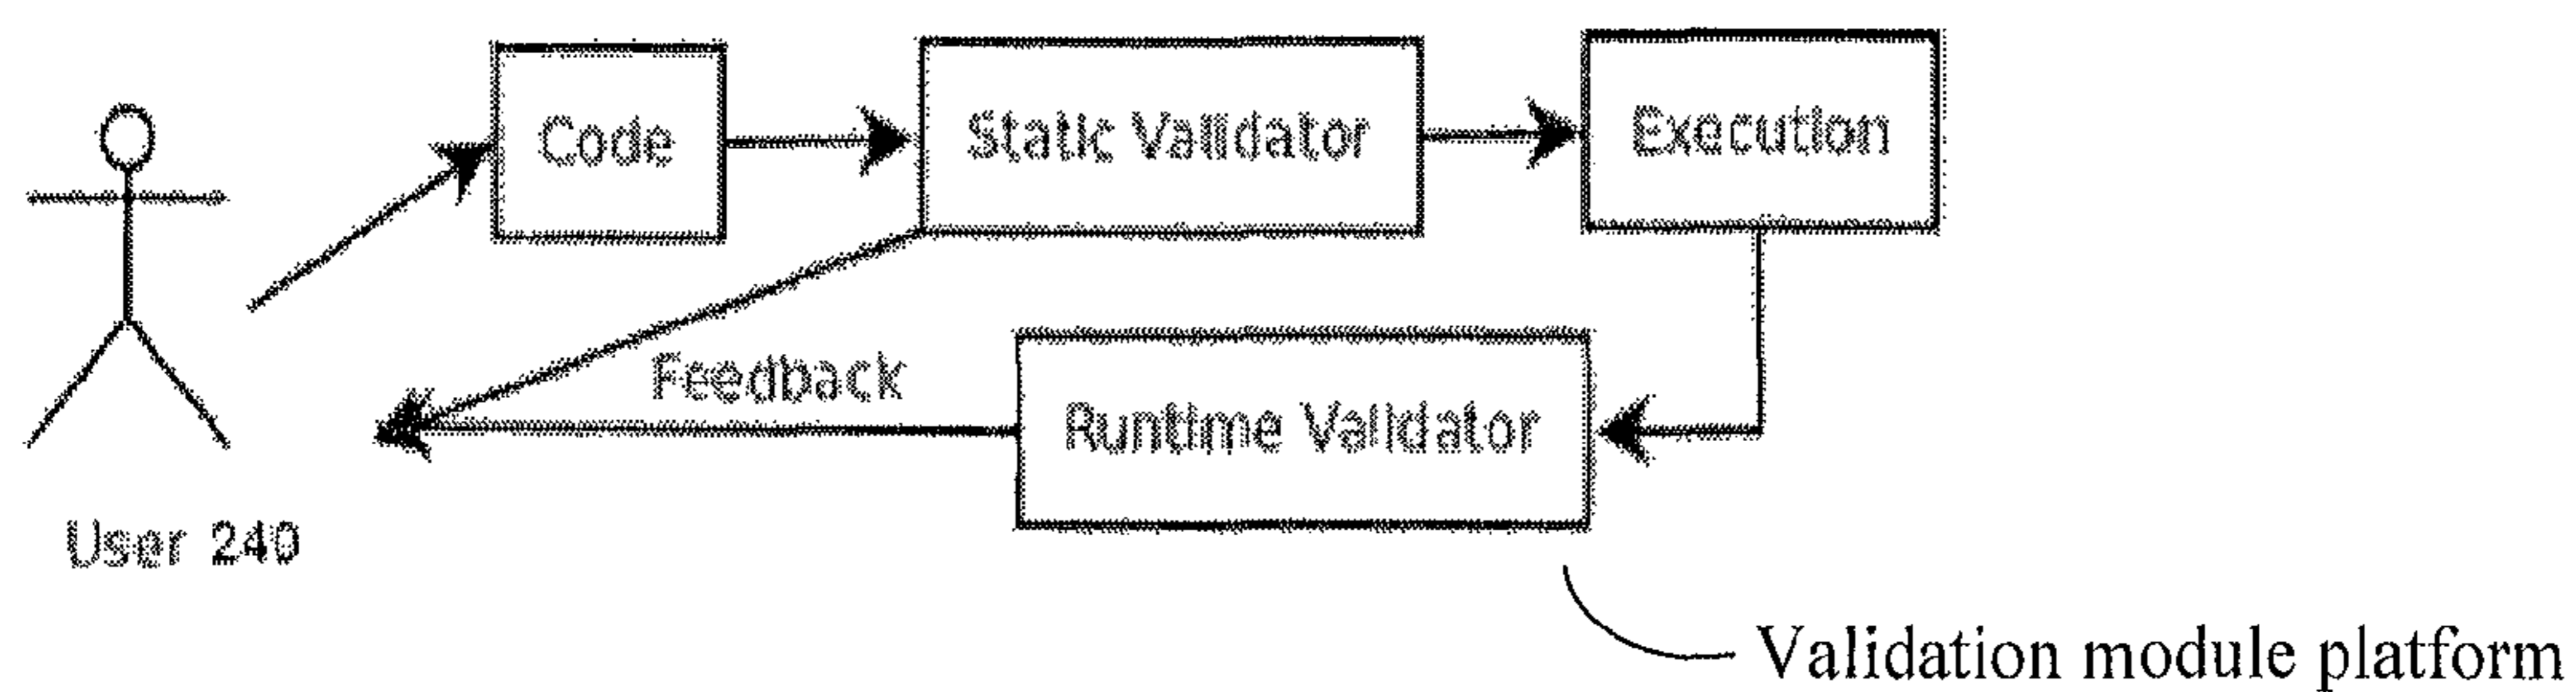 Code
Static Validator
Execution
Feedback
Runtime Validator
User 240
Validation module platform